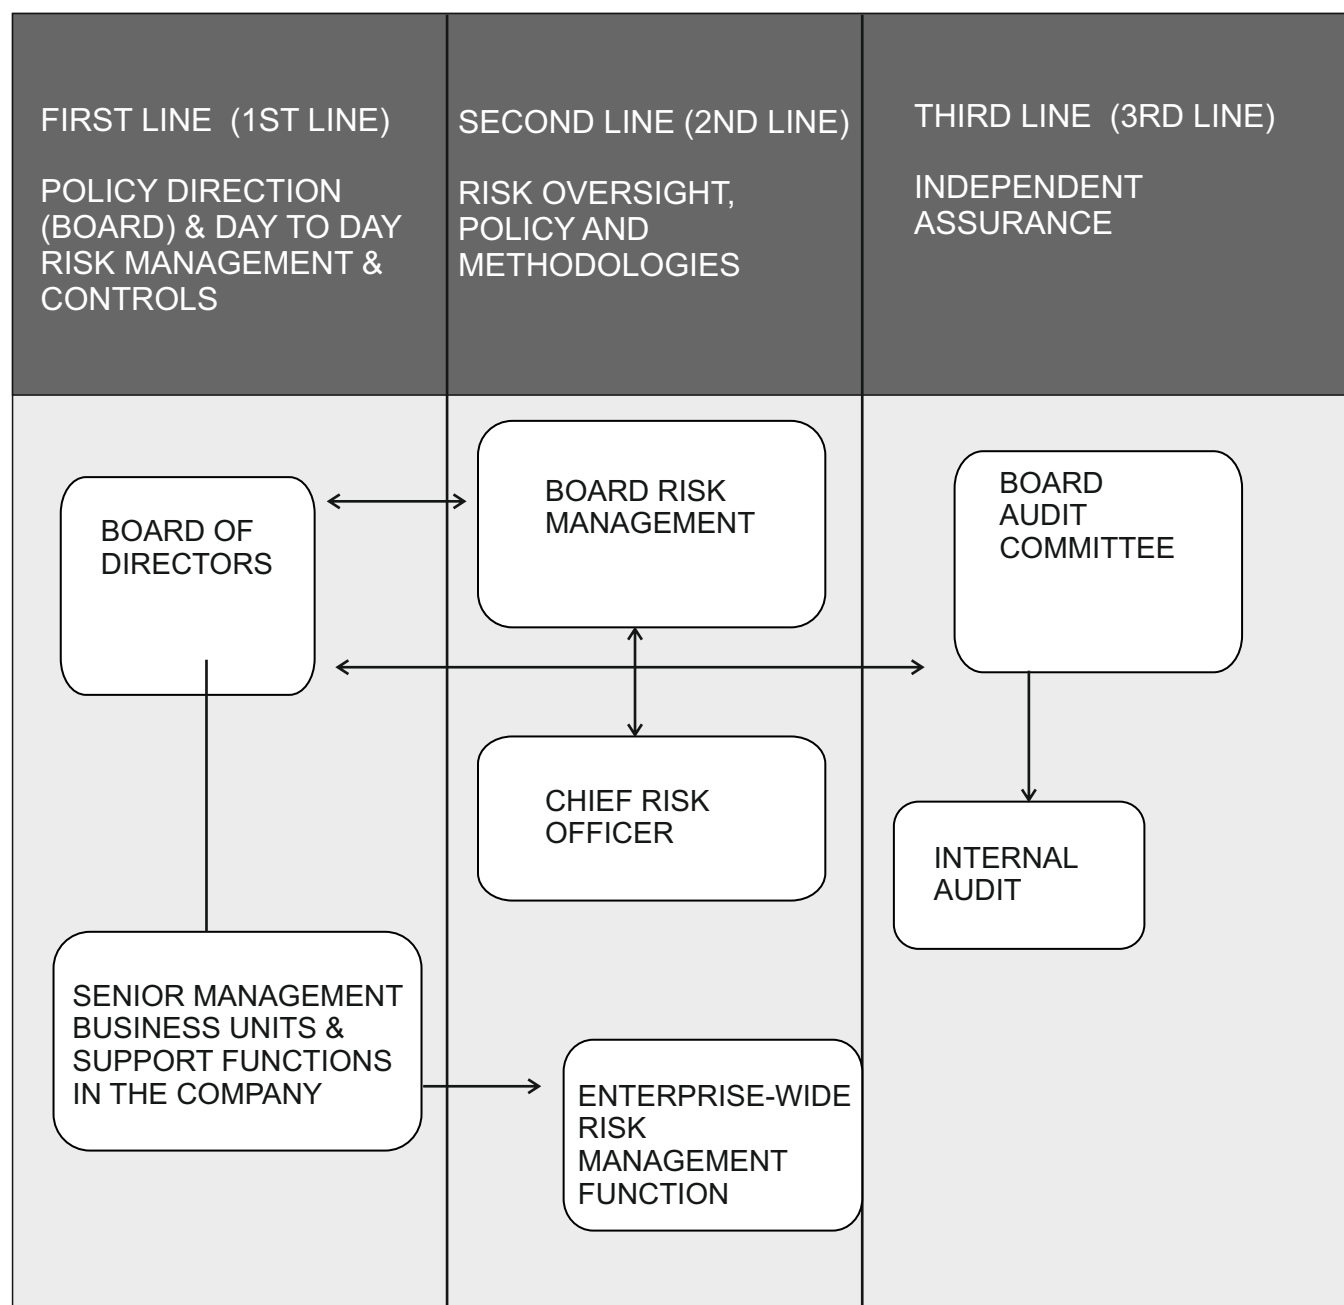 FIRST LINE  (1ST LINE)
POLICY DIRECTION
(BOARD) & DAY TO DAY
RISK MANAGEMENT &
CONTROLS
SECOND LINE (2ND LINE)
RISK OVERSIGHT,
POLICY AND
METHODOLOGIES
THIRD LINE  (3RD LINE)
INDEPENDENT
ASSURANCE
BOARD OF
DIRECTORS
BOARD RISK
MANAGEMENT
BOARD
AUDIT
COMMITTEE
CHIEF RISK
OFFICER
INTERNAL
AUDIT
SENIOR MANAGEMENT
BUSINESS UNITS &
SUPPORT FUNCTIONS
IN THE COMPANY
ENTERPRISE-WIDE
RISK
MANAGEMENT
FUNCTION